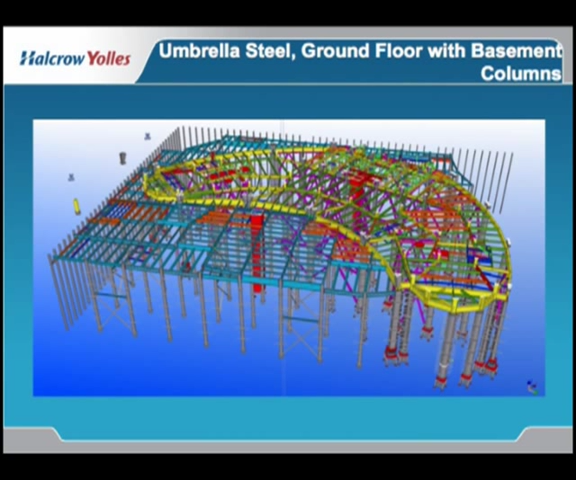 Halcrow Yolles
Umbrella Steel, Ground Floor with Basement
Columns